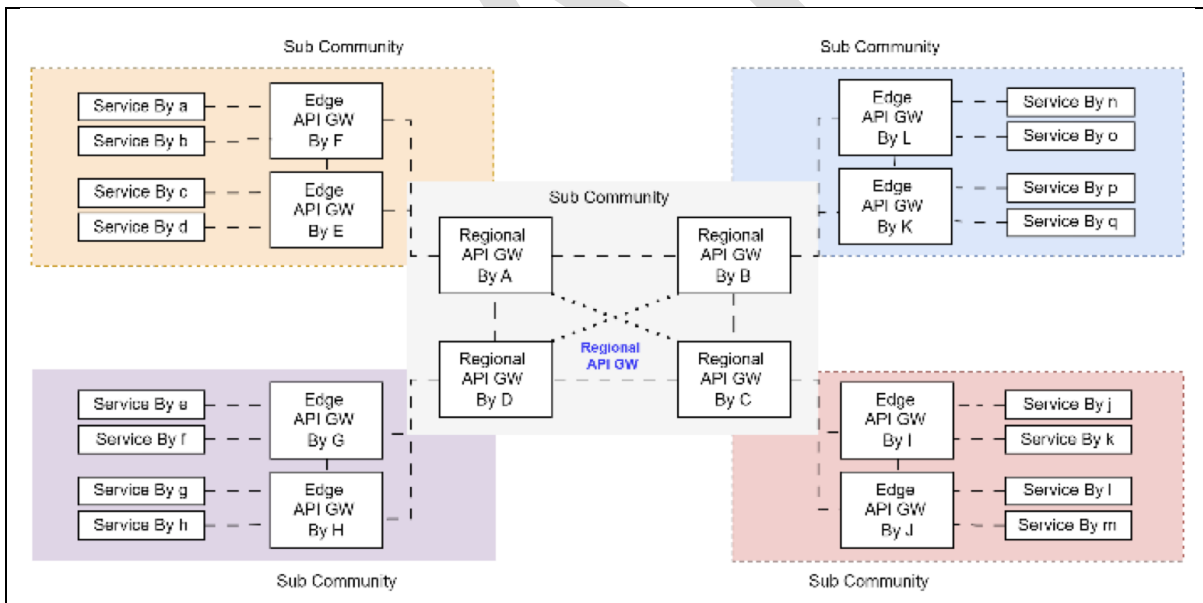 Sub Community
Service By a
Service By b
Service By c
Service By d
Edge
API GW
By F
Edge
API GW
By E
Sub Community
Edge
API GW
By L
Edge
API GW
By K
Service By n
Service By o
Service By p
Service By q
Sub Community
Regional
API GW
By A
Regional
API GW
By B
Regional
API GW
By D
Regional
API GW
Regional
API GW
By C
Service By e
Service By f
Service By g
Service By h
Edge
API GW
By G
Edge
API GW
By H
Sub Community
Edge
API GW
By I
Edge
API GW
By J
Service By j
Service By k
Service By l
Service By m
Sub Community